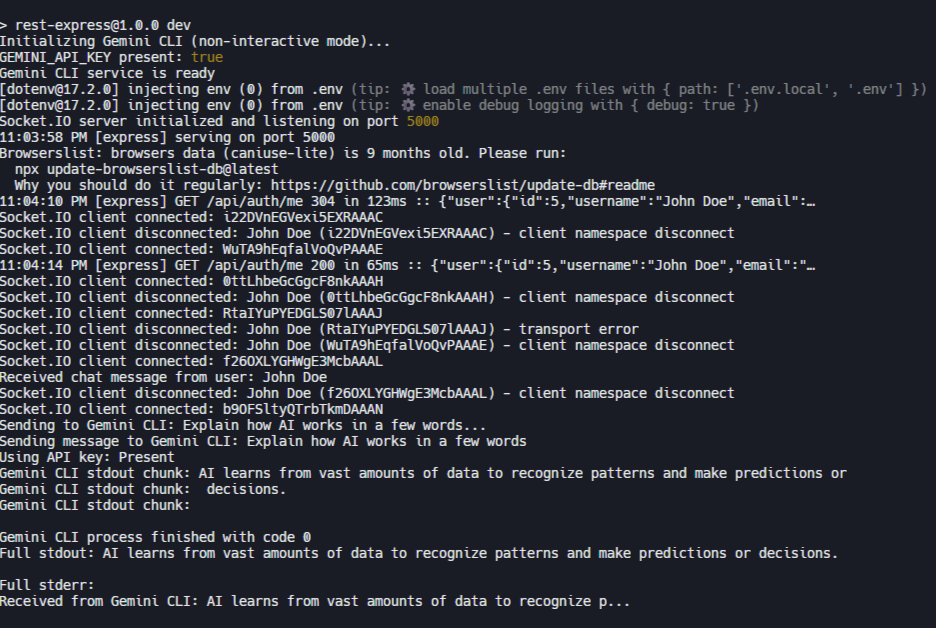 > rest-express@1.0.0 dev
Initializing Gemini CLI (non-interactive mode)...
GEMINI_API_KEY present: true
Gemini CLI service is ready
[dotenv@17.2.0] injecting env (0) from .env (tip: ⚙ load multiple .env files with { path: ['.env.local', '.env'] })
[dotenv@17.2.0] injecting env (0) from .env (tip: ⚙ enable debug logging with { debug: true })
Socket.IO server initialized and listening on port 5000
11:03:58 PM [express] serving on port 5000
Browserslist: browsers data (caniuse-lite) is 9 months old. Please run:
  npx update-browserslist-db@latest
  Why you should do it regularly: https://github.com/browserslist/update-db#readme
11:04:10 PM [express] GET /api/auth/me 304 in 123ms :: {"user":{"id":5,"username":"John Doe","email":…
Socket.IO client connected: i22DVnEGVexi5EXRAAAC
Socket.IO client disconnected: John Doe (i22DVnEGVexi5EXRAAAC) - client namespace disconnect
Socket.IO client connected: WuTA9hEqfalVoQvPAAAE
11:04:14 PM [express] GET /api/auth/me 200 in 65ms :: {"user":{"id":5,"username":"John Doe","email":"…
Socket.IO client connected: 0ttLhbeGcGgcF8nkAAAH
Socket.IO client disconnected: John Doe (0ttLhbeGcGgcF8nkAAAH) - client namespace disconnect
Socket.IO client connected: RtaIYuPYEDGLS07lAAAJ
Socket.IO client disconnected: John Doe (RtaIYuPYEDGLS07lAAAJ) - transport error
Socket.IO client disconnected: John Doe (WuTA9hEqfalVoQvPAAAE) - client namespace disconnect
Socket.IO client connected: f26OXLYGHWgE3McbAAAL
Received chat message from user: John Doe
Socket.IO client disconnected: John Doe (f26OXLYGHWgE3McbAAAL) - client namespace disconnect
Socket.IO client connected: b9OFSltyQTrbTkmDAAAN
Sending to Gemini CLI: Explain how AI works in a few words...
Sending message to Gemini CLI: Explain how AI works in a few words
Using API key: Present
Gemini CLI stdout chunk: AI learns from vast amounts of data to recognize patterns and make predictions or
Gemini CLI stdout chunk:  decisions.
Gemini CLI stdout chunk:
Gemini CLI process finished with code 0
Full stdout: AI learns from vast amounts of data to recognize patterns and make predictions or decisions.
Full stderr:
Received from Gemini CLI: AI learns from vast amounts of data to recognize p...